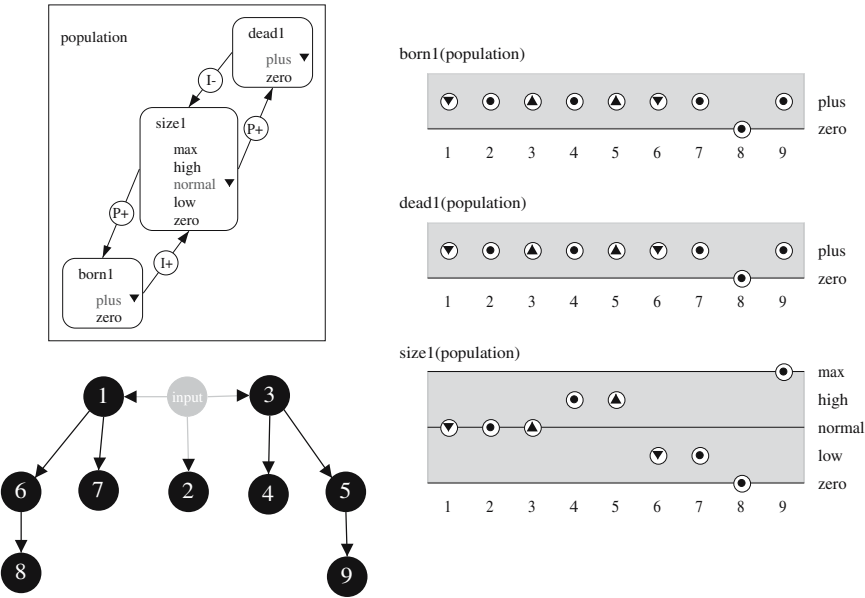 population
dead1
plus
zero
I-
size1
max
high
normal
low
zero
P+
P+
I+
born1
plus
zero
born1(population)
plus
zero
1 2 3 4 5 6 7 8 9
dead1(population)
plus
zero
1 2 3 4 5 6 7 8 9
size1(population)
max
high
normal
low
zero
1 2 3 4 5 6 7 8 9
1 input 3
6 7 2 4 5
8 9